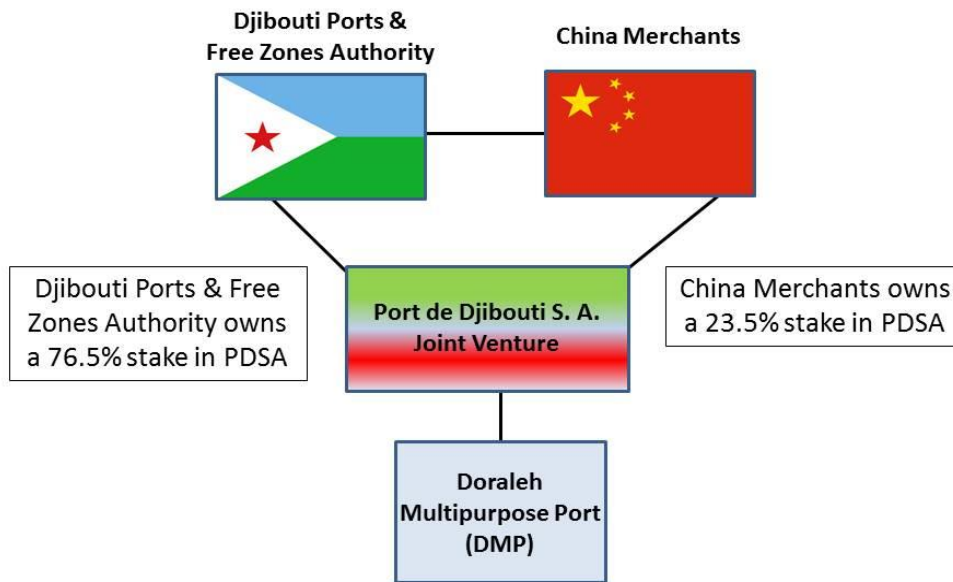 Djibouti Ports &
Free Zones Authority
China Merchants
Djibouti Ports & Free
Zones Authority owns
a 76.5% stake in PDSA
Port de Djibouti S. A.
Joint Venture
China Merchants owns
a 23.5% stake in PDSA
Doraleh
Multipurpose Port
(DMP)